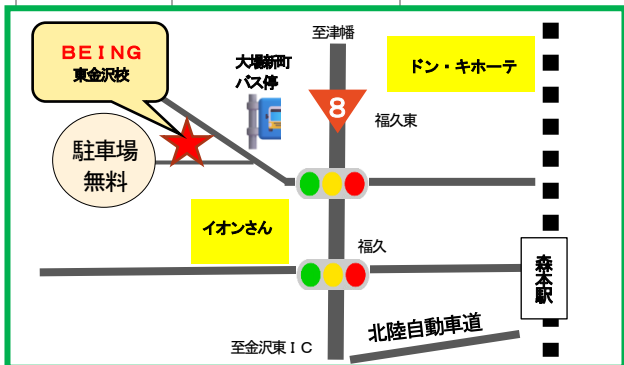 至津幡
BEING
東金沢校
大場新町
バス停
ドン・キホーテ
8
福久東
駐車場
無料
イオンさん
福久
森本駅
北陸自動車道
至金沢東IC